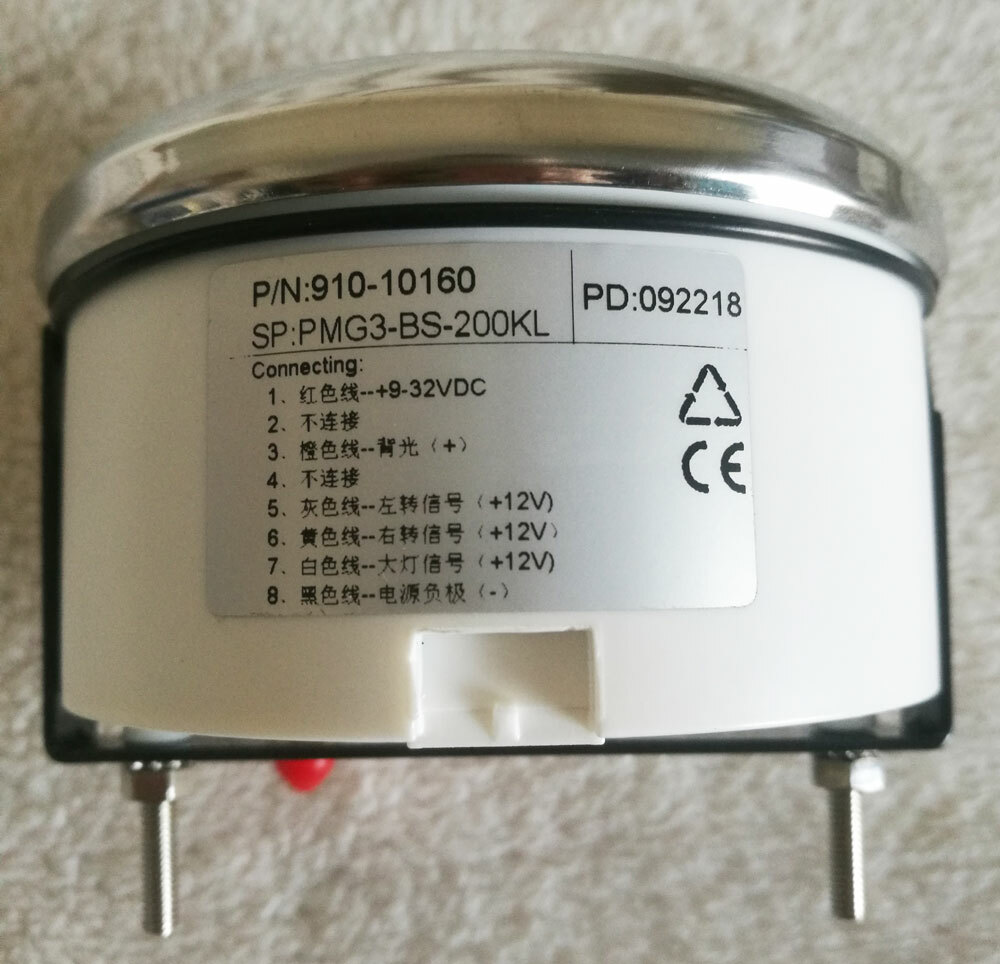 P/N:910-10160
SP:PMG3-BS-200KL
PD:092218
Connecting:
1、红色线--+9-32VDC
2、不连接
3、橙色线--背光（+）
4、不连接
5、灰色线--左转信号（+12V)
6、黄色线--右转信号（+12V）
7、白色线--大灯信号（+12V)
8、黑色线--电源负极（-）
CE